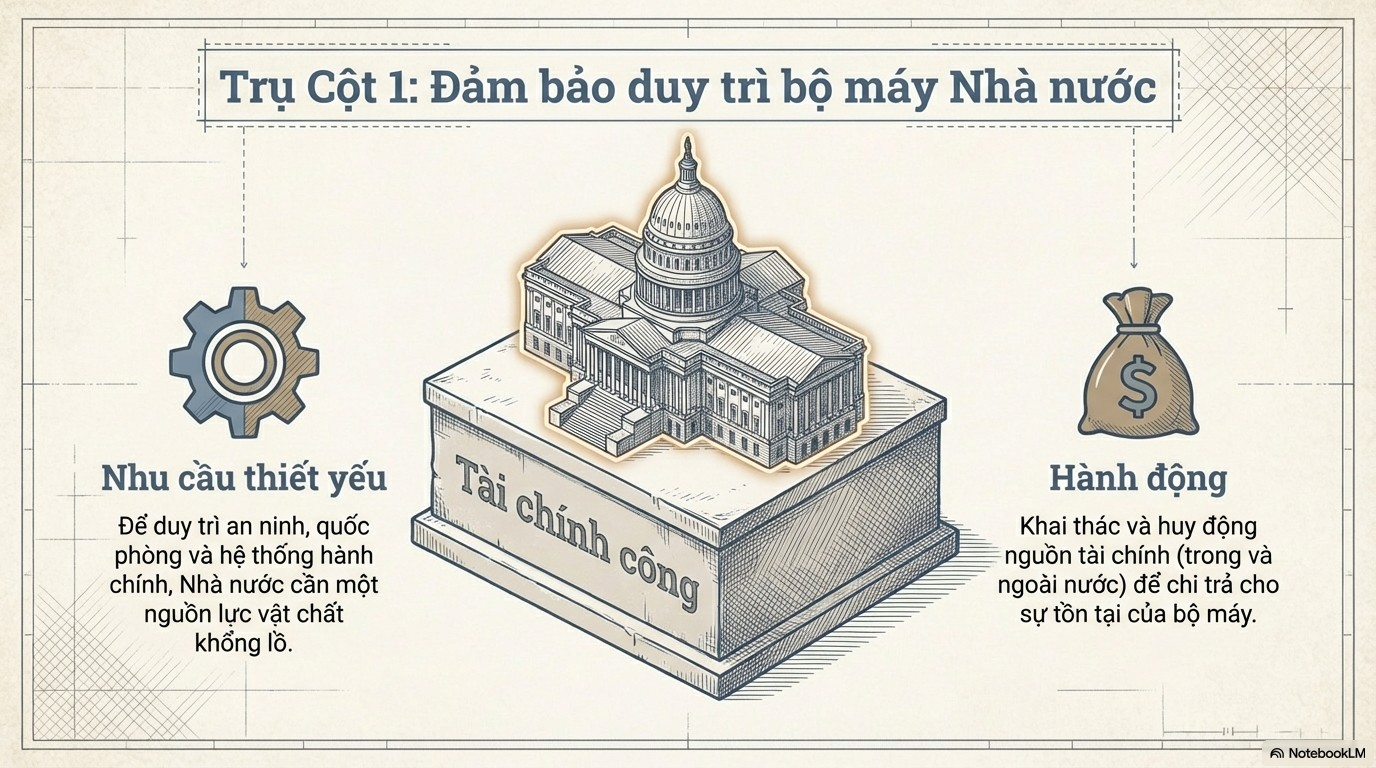 Trụ Cột 1: Đảm bảo duy trì bộ máy Nhà nước
Nhu cầu thiết yếu
Để duy trì an ninh, quốc
phòng và hệ thống hành
chính, Nhà nước cần một
nguồn lực vật chất
khổng lồ.
Tài chính công
$
Hành động
Khai thác và huy động
nguồn tài chính (trong và
ngoài nước) để chi trả cho
sự tồn tại của bộ máy.
NotebookLM